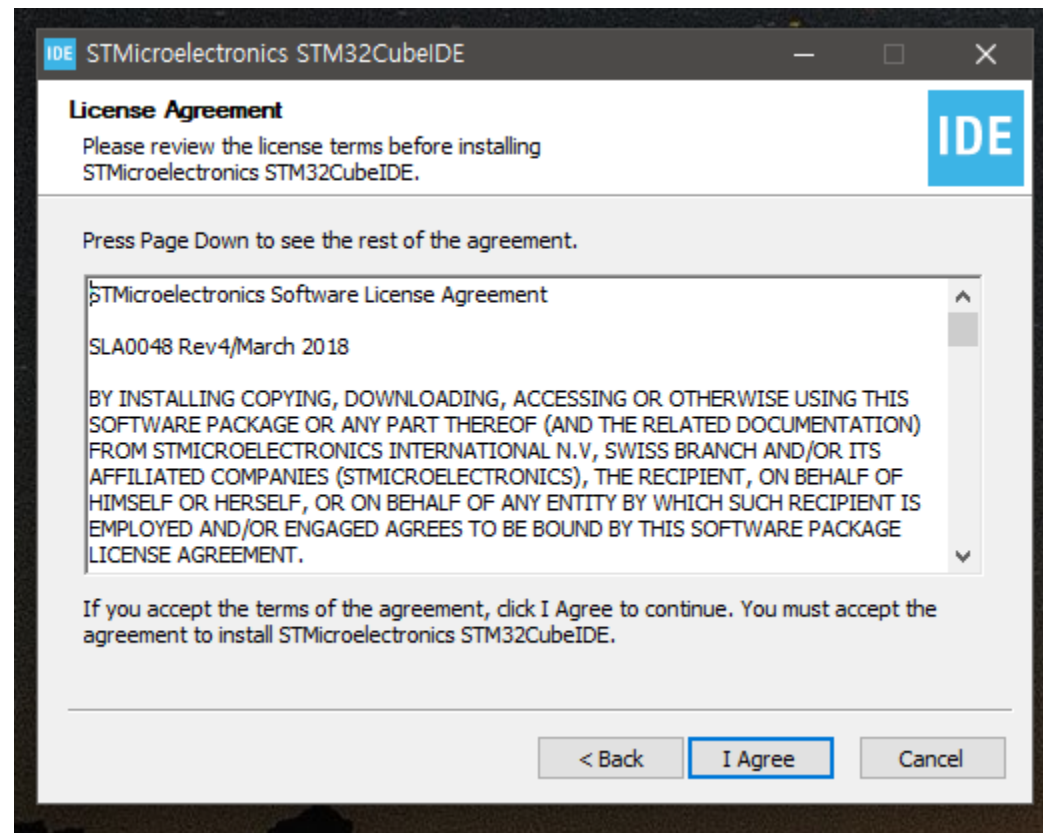 IDE STMicroelectronics STM32CubeIDE
License Agreement
Please review the license terms before installing
STMicroelectronics STM32CubeIDE.
IDE
Press Page Down to see the rest of the agreement.
STMicroelectronics Software License Agreement
SLA0048 Rev4/March 2018
BY INSTALLING COPYING, DOWNLOADING, ACCESSING OR OTHERWISE USING THIS
SOFTWARE PACKAGE OR ANY PART THEREOF (AND THE RELATED DOCUMENTATION)
FROM STMICROELECTRONICS INTERNATIONAL N.V, SWISS BRANCH AND/OR ITS
AFFILIATED COMPANIES (STMICROELECTRONICS), THE RECIPIENT, ON BEHALF OF
HIMSELF OR HERSELF, OR ON BEHALF OF ANY ENTITY BY WHICH SUCH RECIPIENT IS
EMPLOYED AND/OR ENGAGED AGREES TO BE BOUND BY THIS SOFTWARE PACKAGE
LICENSE AGREEMENT.
If you accept the terms of the agreement, click I Agree to continue. You must accept the
agreement to install STMicroelectronics STM32CubeIDE.
< Back I Agree Cancel